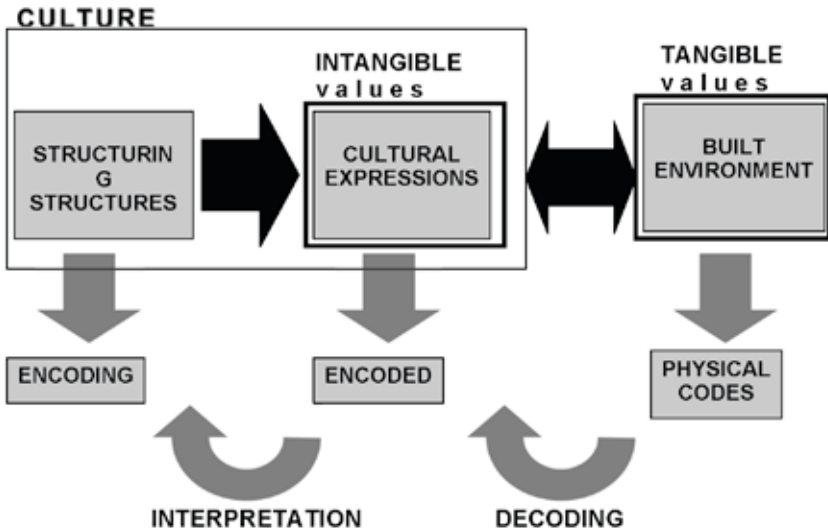 CULTURE
INTANGIBLE
values
TANGIBLE
values
STRUCTURIN
G
STRUCTURES
CULTURAL
EXPRESSIONS
BUILT
ENVIRONMENT
ENCODING
ENCODED
PHYSICAL
CODES
INTERPRETATION
DECODING